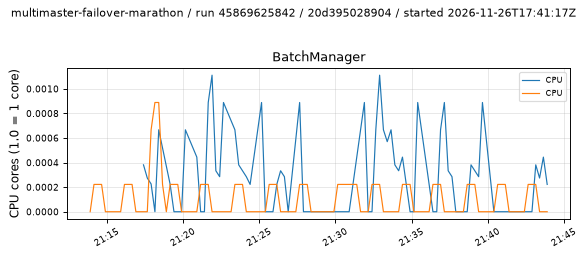 multimaster-failover-marathon / run 45869625842 / 20d395028904 / started 2026-11-26T17:41:17Z
BatchManager
CPU cores (1.0 = 1 core)
0.0010
0.0008
0.0006
0.0004
0.0002
0.0000
CPU
CPU
21:15
21:20
21:25
21:30
21:35
21:40
21:45